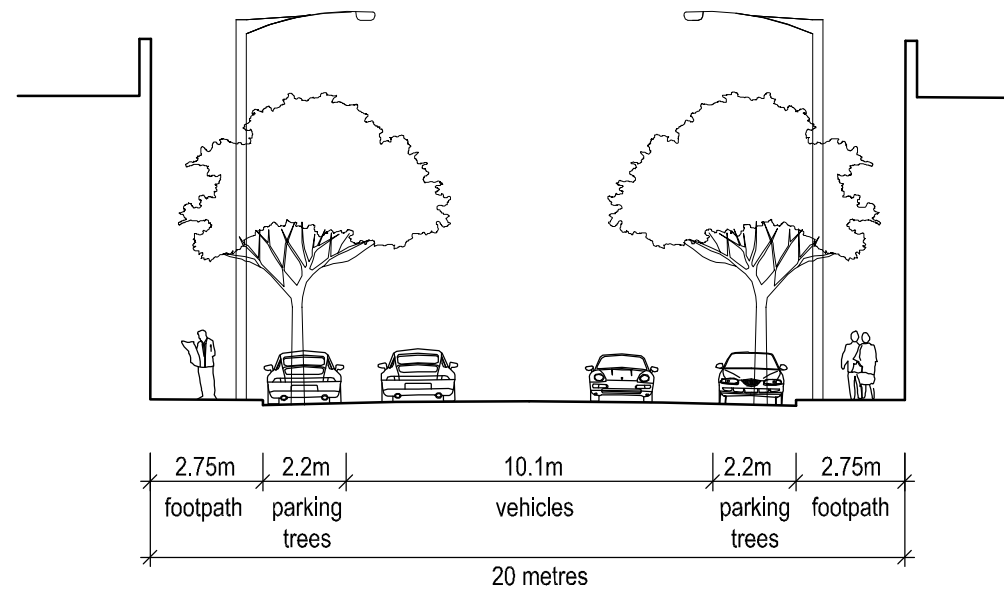 2.75m 2.2m 10.1m 2.2m 2.75m
footpath parking vehicles parking footpath
trees trees
20 metres